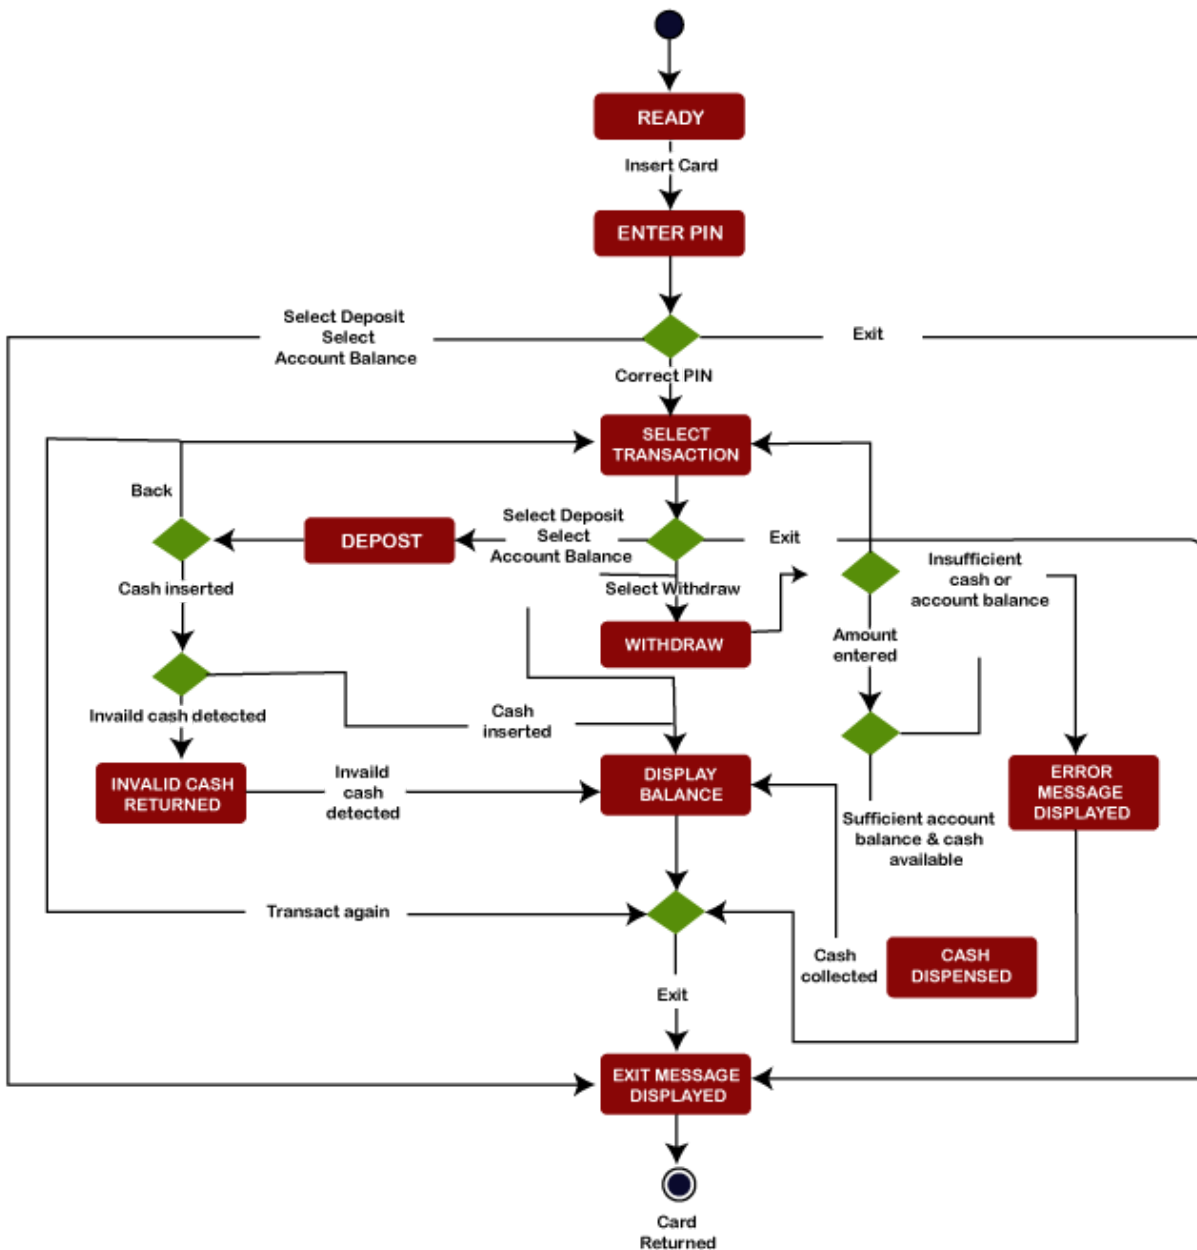 READY
Insert Card
ENTER PIN
Select Deposit
Select
Account Balance
Exit
Correct PIN
SELECT
TRANSACTION
Back
DEPOST
Select Deposit
Select
Account Balance
Exit
Insufficient
cash or
account balance
Cash inserted
Select Withdraw
WITHDRAW
Amount
entered
Invaild cash detected
Cash
inserted
INVALID CASH
RETURNED
Invaild
cash
detected
DISPLAY
BALANCE
ERROR
MESSAGE
DISPLAYED
Sufficient account
balance & cash
available
Transact again
Cash
collected
CASH
DISPENSED
Exit
EXIT MESSAGE
DISPLAYED
Card
Returned